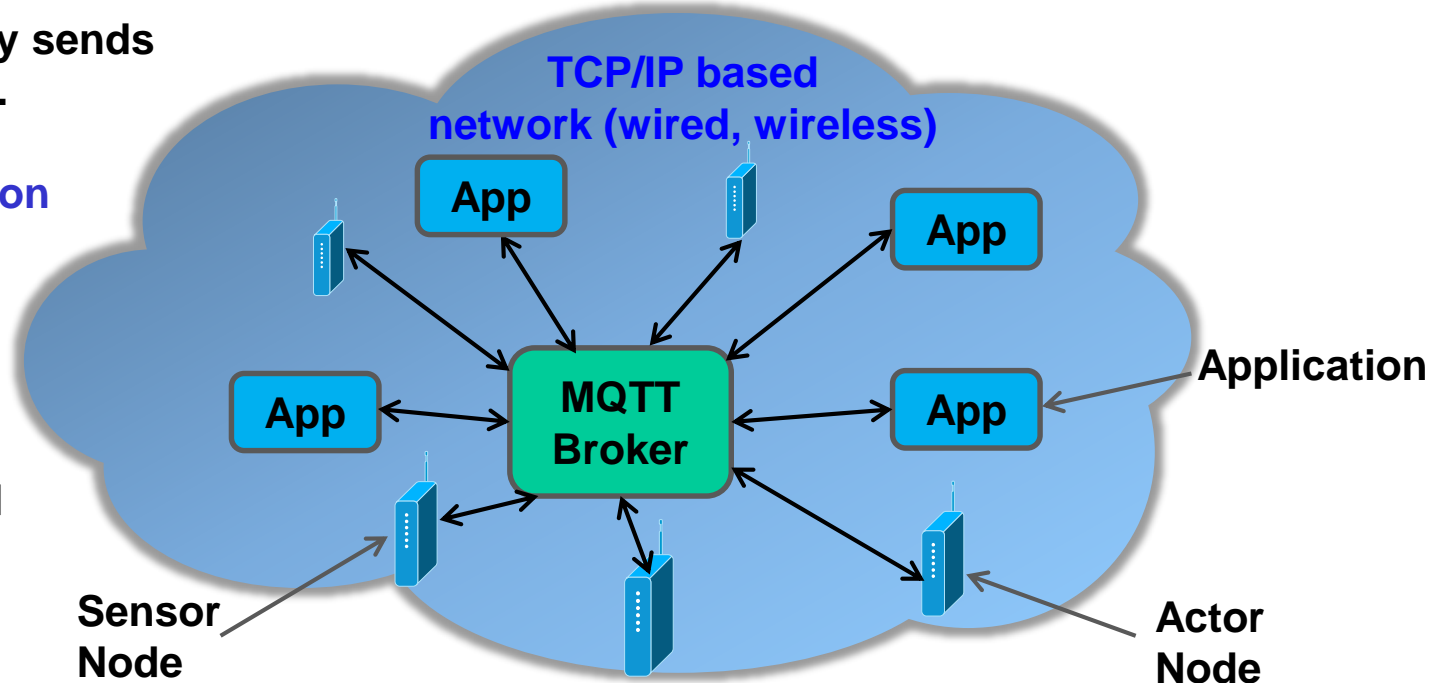 y sends
.
TCP/IP based
network (wired, wireless)
on
App
App
Application
MQTT
Broker
App
App
Sensor
Node
Actor
Node